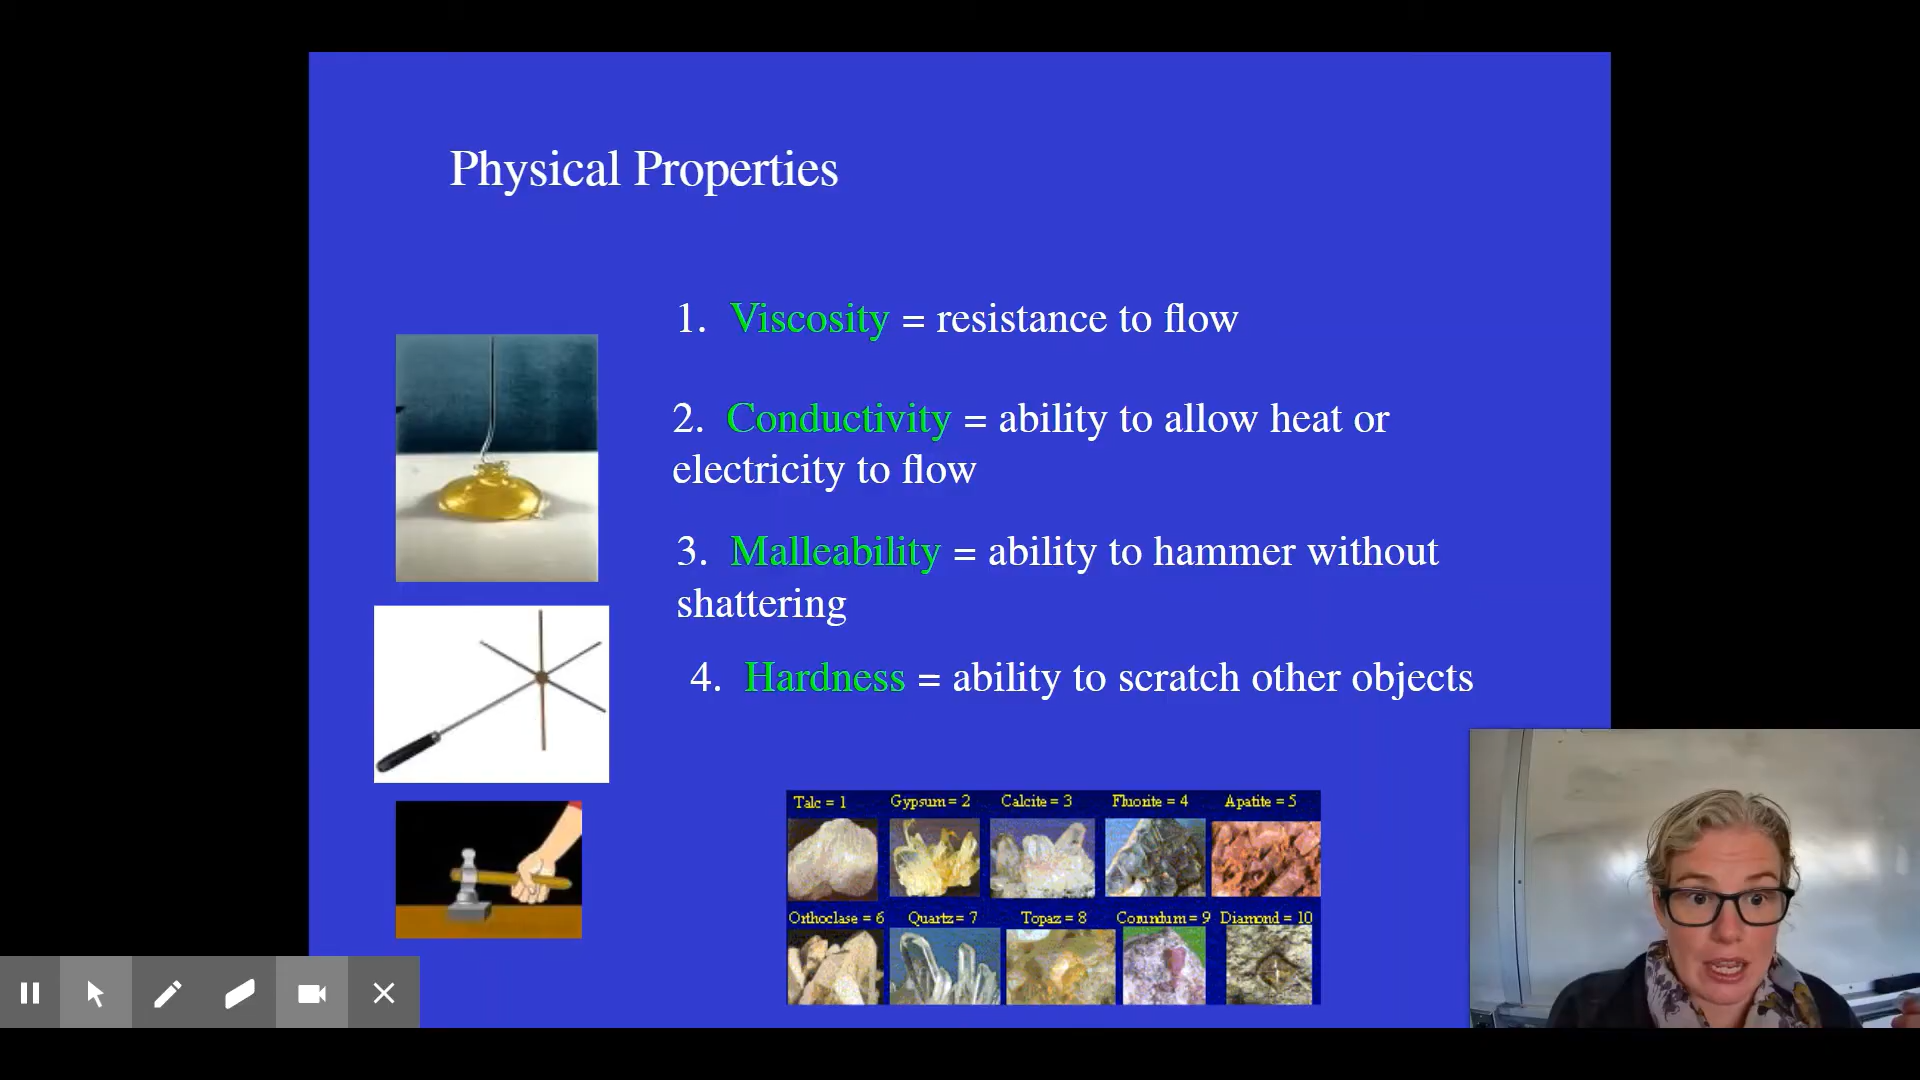 Physical Properties
1. Viscosity = resistance to flow
2. Conductivity = ability to allow heat or
electricity to flow
3. Malleability = ability to hammer without
shattering
4. Hardness = ability to scratch other objects
Talc = 1 Gypsum = 2 Calcite = 3 Fluorite = 4 Apatite = 5
Orthoclase = 6 Quartz = 7 Topaz = 8 Corundum = 9 Diamond = 10